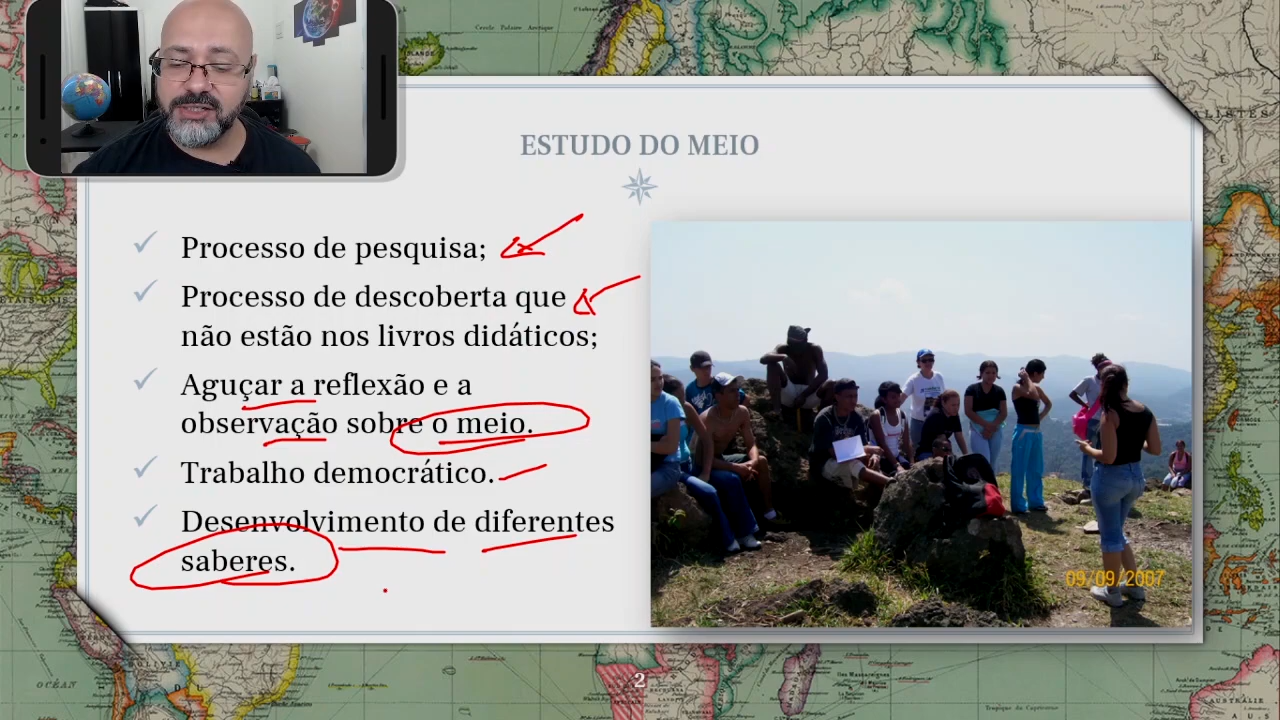 ESTUDO DO MEIO
Processo de pesquisa;
Processo de descoberta que
não estão nos livros didáticos;
Aguçar a reflexão e a
observação sobre o meio.
Trabalho democrático.
Desenvolvimento de diferentes
saberes.
09/09/2007
2
OCÉAN